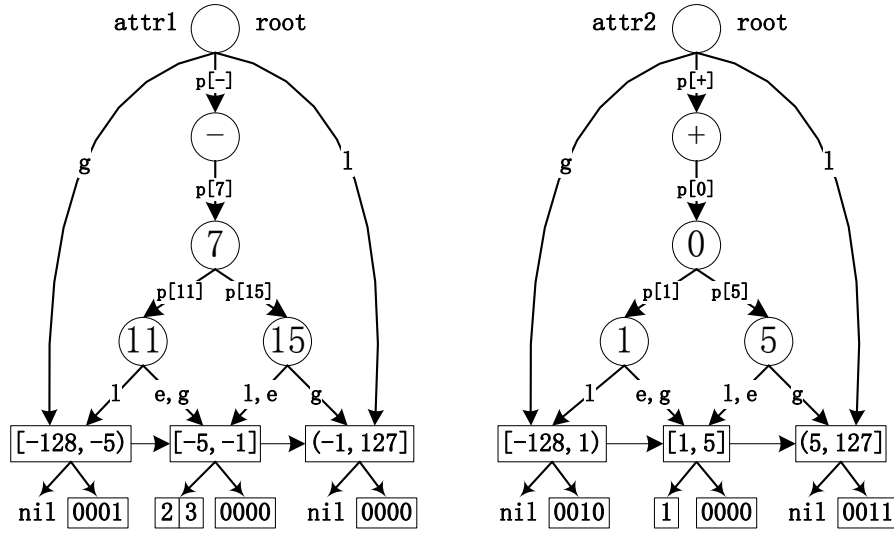 attr1 root attr2 root
p[-] p[+]
g - l g + l
p[7] p[0]
7 0
p[11] p[15] p[1] p[5]
11 15 1 5
l e,g l,e g l e,g l,e g
[-128,-5) [-5,-1] (-1,127] [-128,1) [1,5] (5,127]
nil 0001 2 3 0000 nil 0000 nil 0010 1 0000 nil 0011